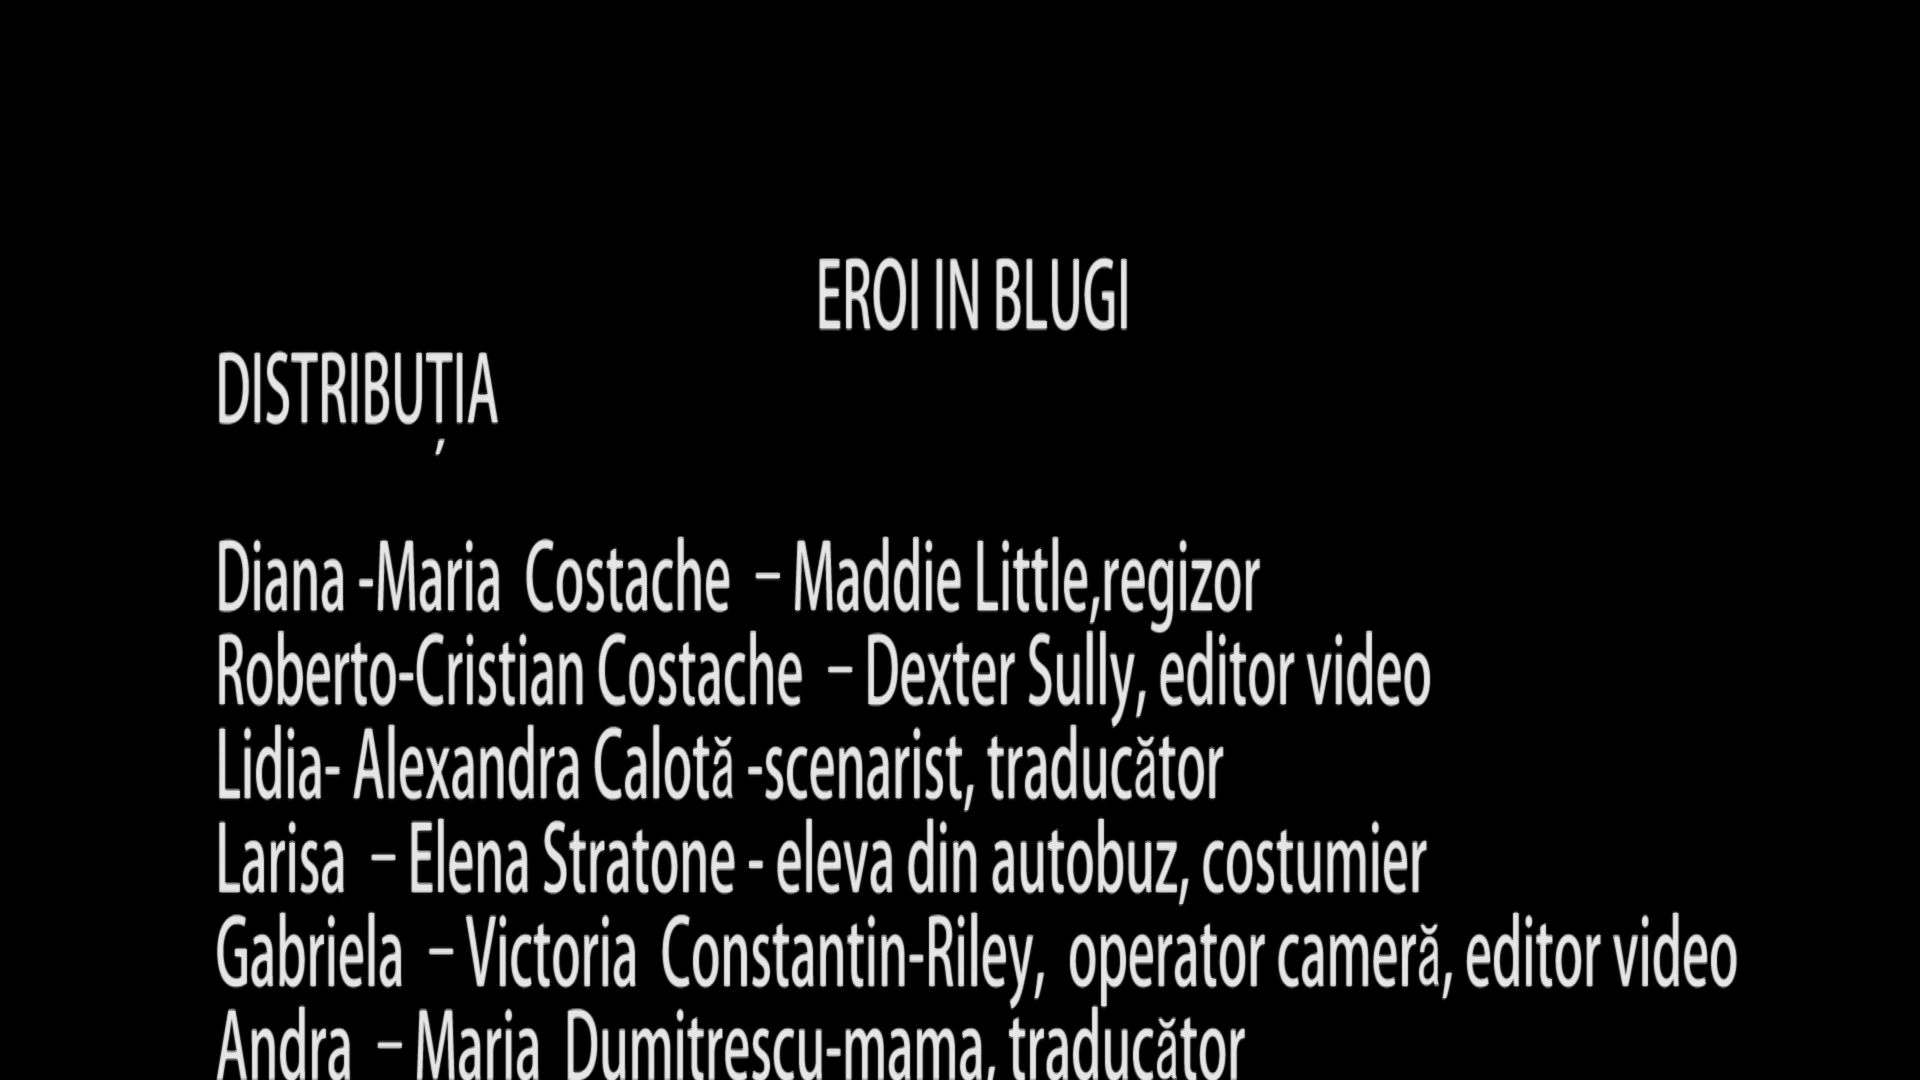 EROI IN BLUGI
DISTRIBUȚIA
Diana -Maria  Costache  – Maddie Little,regizor
Roberto-Cristian Costache  – Dexter Sully, editor video
Lidia- Alexandra Calotă -scenarist, traducător
Larisa  – Elena Stratone - eleva din autobuz, costumier
Gabriela  – Victoria  Constantin-Riley,  operator cameră, editor video
Andra  – Maria  Dumitrescu-mama, traducător